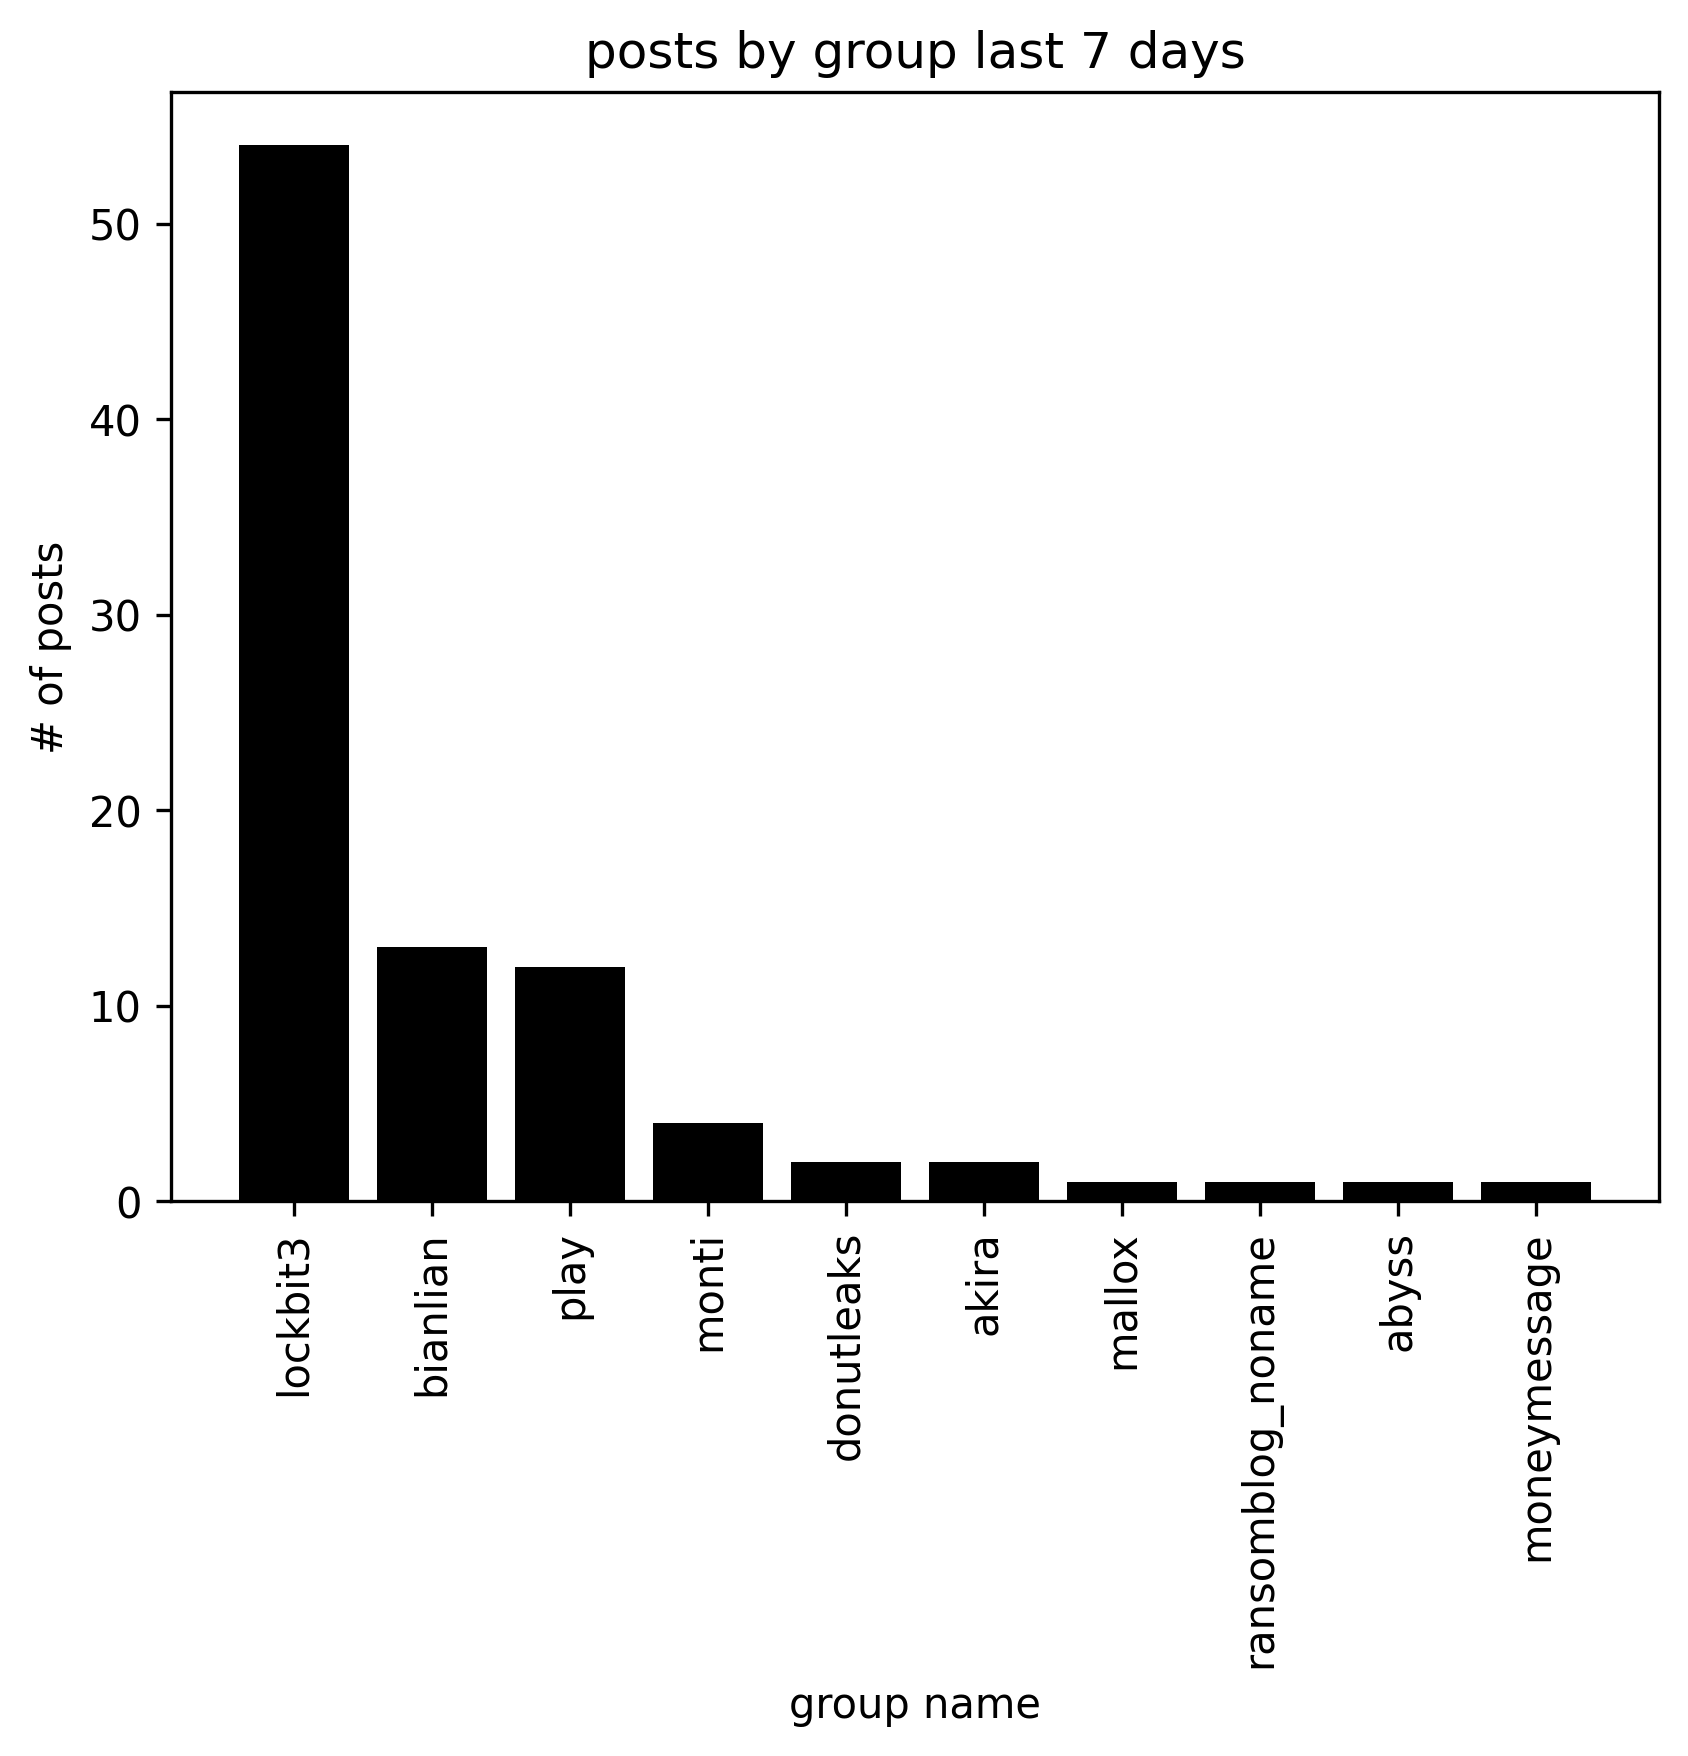 posts by group last 7 days
# of posts
50
40
30
20
10
0
lockbit3
bianlian
play
monti
donutleaks
akira
mallox
ransomblog_noname
abyss
moneymessage
group name